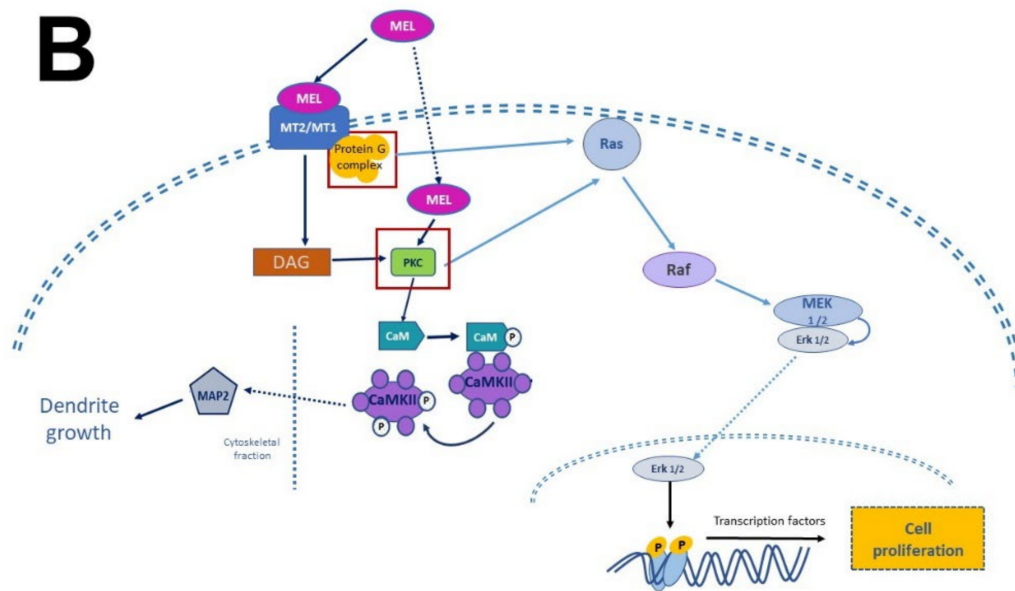 B
MEL
MEL
MT2/MT1
Protein G
complex
Ras
MEL
DAG
PKC
Raf
MEK
1/2
Erk 1/2
CaM
CaM
P
CaMKII
CaMKII
P
P
MAP2
Dendrite
growth
Cytoskeletal
fraction
Erk 1/2
Transcription factors
P
P
Cell
proliferation